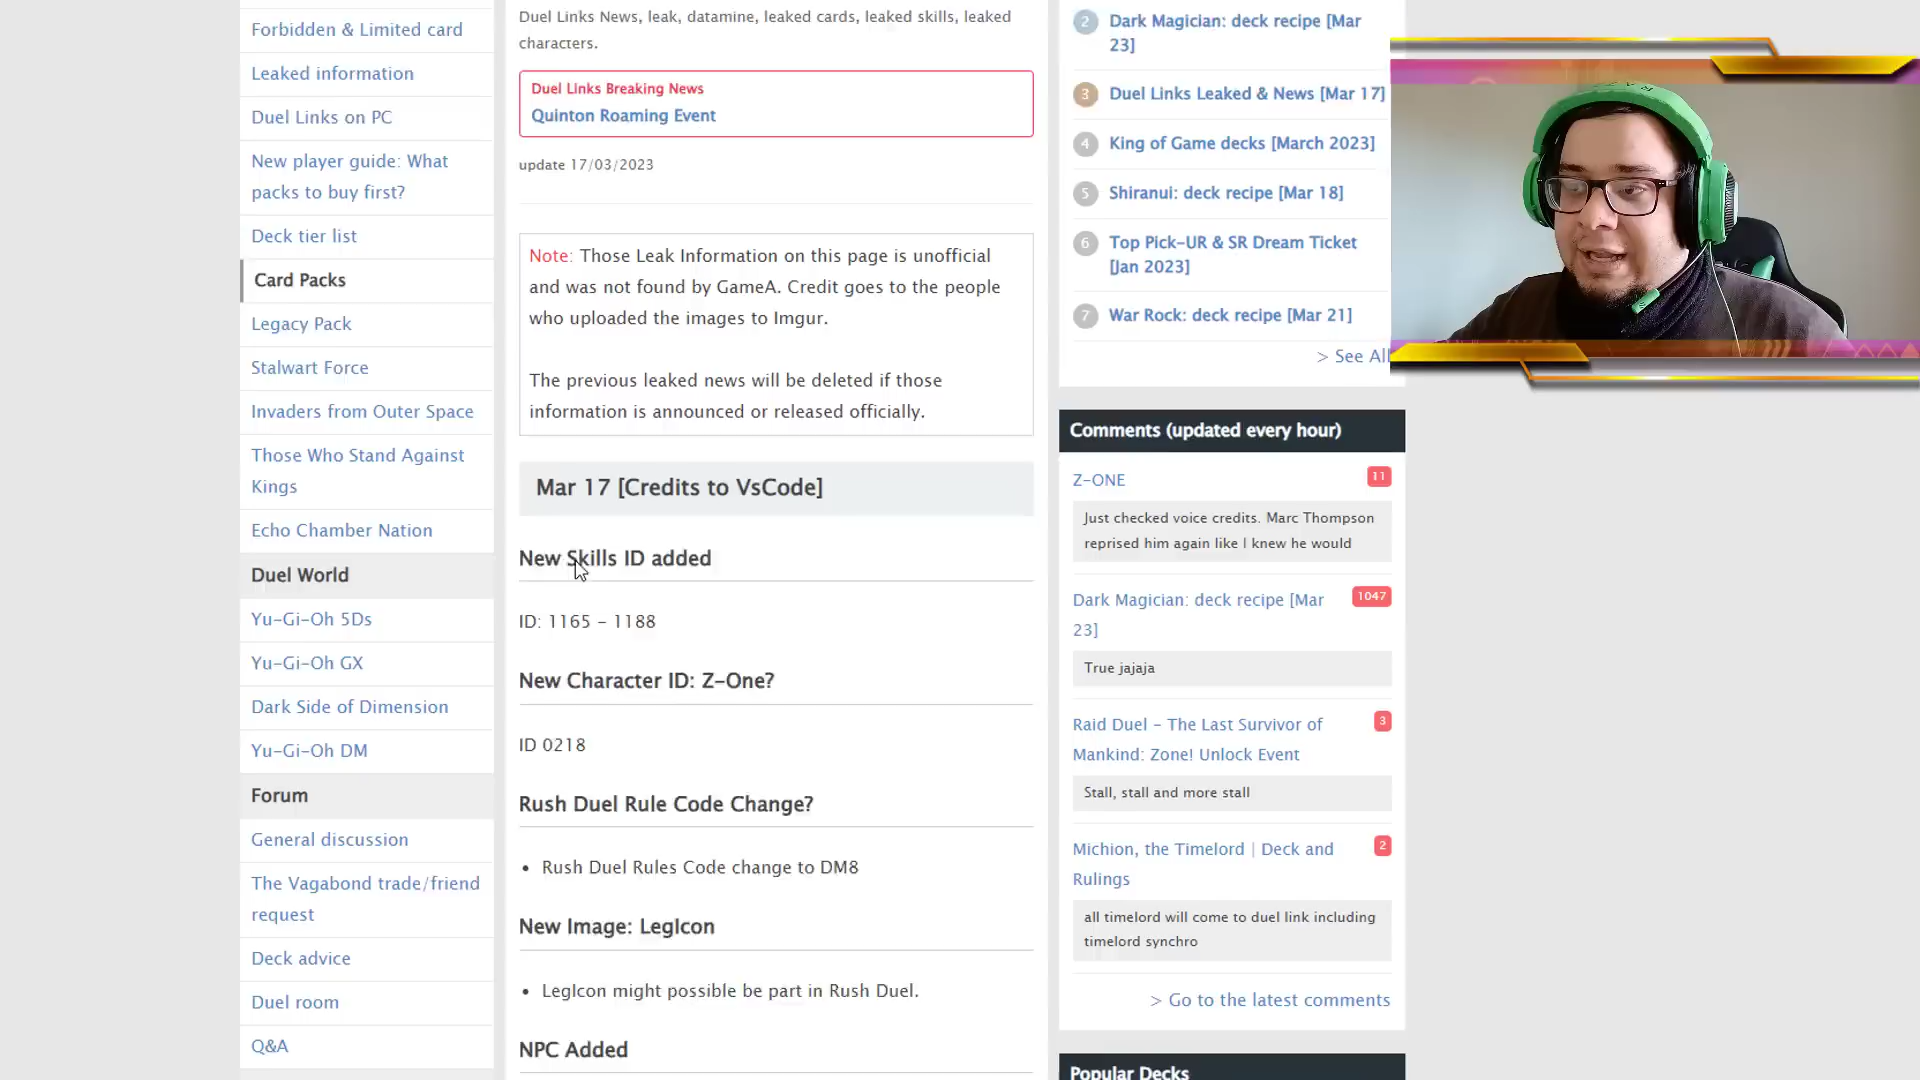 Forbidden & Limited card
Leaked information
Duel Links on PC
New player guide: What
packs to buy first?
Deck tier list
Card Packs
Legacy Pack
Stalwart Force
Invaders from Outer Space
Those Who Stand Against
Kings
Echo Chamber Nation
Duel World
Yu-Gi-Oh 5Ds
Yu-Gi-Oh GX
Dark Side of Dimension
Yu-Gi-Oh DM
Forum
General discussion
The Vagabond trade/friend
request
Deck advice
Duel room
Q&A
Duel Links News, leak, datamine, leaked cards, leaked skills, leaked
characters.
Duel Links Breaking News
Quinton Roaming Event
update 17/03/2023
Note: Those Leak Information on this page is unofficial
and was not found by GameA. Credit goes to the people
who uploaded the images to Imgur.
The previous leaked news will be deleted if those
information is announced or released officially.
Mar 17 [Credits to VsCode]
New Skills ID added
ID: 1165 – 1188
New Character ID: Z-One?
ID 0218
Rush Duel Rule Code Change?
• Rush Duel Rules Code change to DM8
New Image: LegIcon
• LegIcon might possible be part in Rush Duel.
NPC Added
2 Dark Magician: deck recipe [Mar
23]
3 Duel Links Leaked & News [Mar 17]
4 King of Game decks [March 2023]
5 Shiranui: deck recipe [Mar 18]
6 Top Pick-UR & SR Dream Ticket
[Jan 2023]
7 War Rock: deck recipe [Mar 21]
> See All
Comments (updated every hour)
Z-ONE 11
Just checked voice credits. Marc Thompson
reprised him again like I knew he would
Dark Magician: deck recipe [Mar 1047
23]
True jajaja
Raid Duel – The Last Survivor of 3
Mankind: Zone! Unlock Event
Stall, stall and more stall
Michion, the Timelord | Deck and 2
Rulings
all timelord will come to duel link including
timelord synchro
> Go to the latest comments
Popular Decks